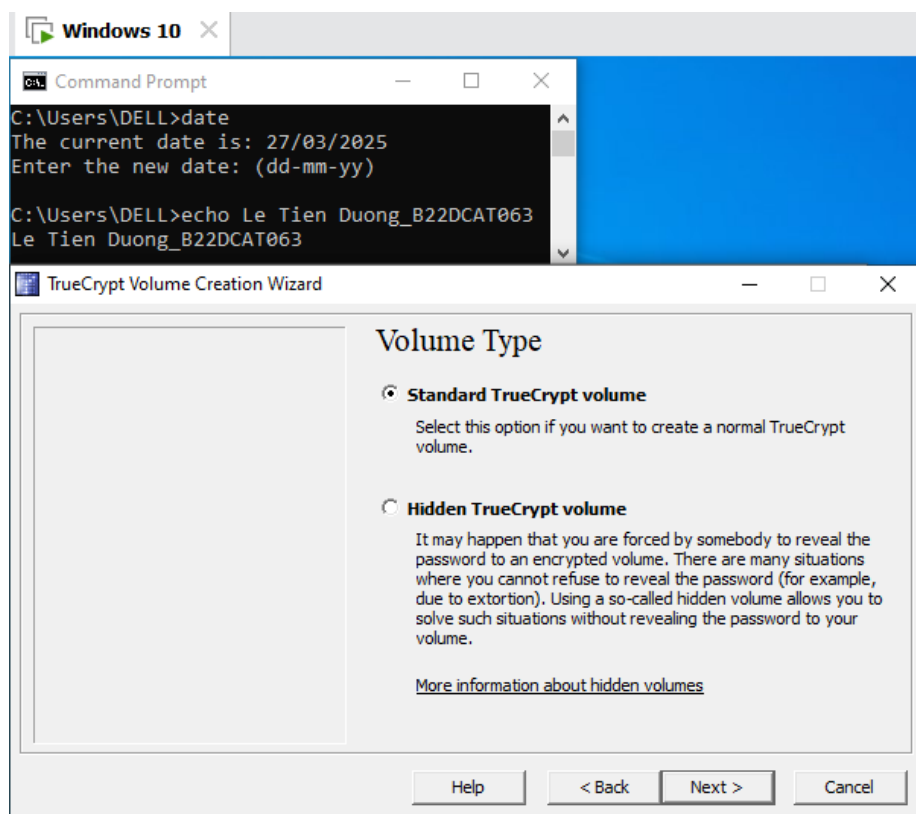 Windows 10
Command Prompt
C:\Users\DELL>date
The current date is: 27/03/2025
Enter the new date: (dd-mm-yy)
C:\Users\DELL>echo Le Tien Duong_B22DCAT063
Le Tien Duong_B22DCAT063
TrueCrypt Volume Creation Wizard
Volume Type
Standard TrueCrypt volume
Select this option if you want to create a normal TrueCrypt
volume.
Hidden TrueCrypt volume
It may happen that you are forced by somebody to reveal the
password to an encrypted volume. There are many situations
where you cannot refuse to reveal the password (for example,
due to extortion). Using a so-called hidden volume allows you to
solve such situations without revealing the password to your
volume.
More information about hidden volumes
Help
< Back
Next >
Cancel